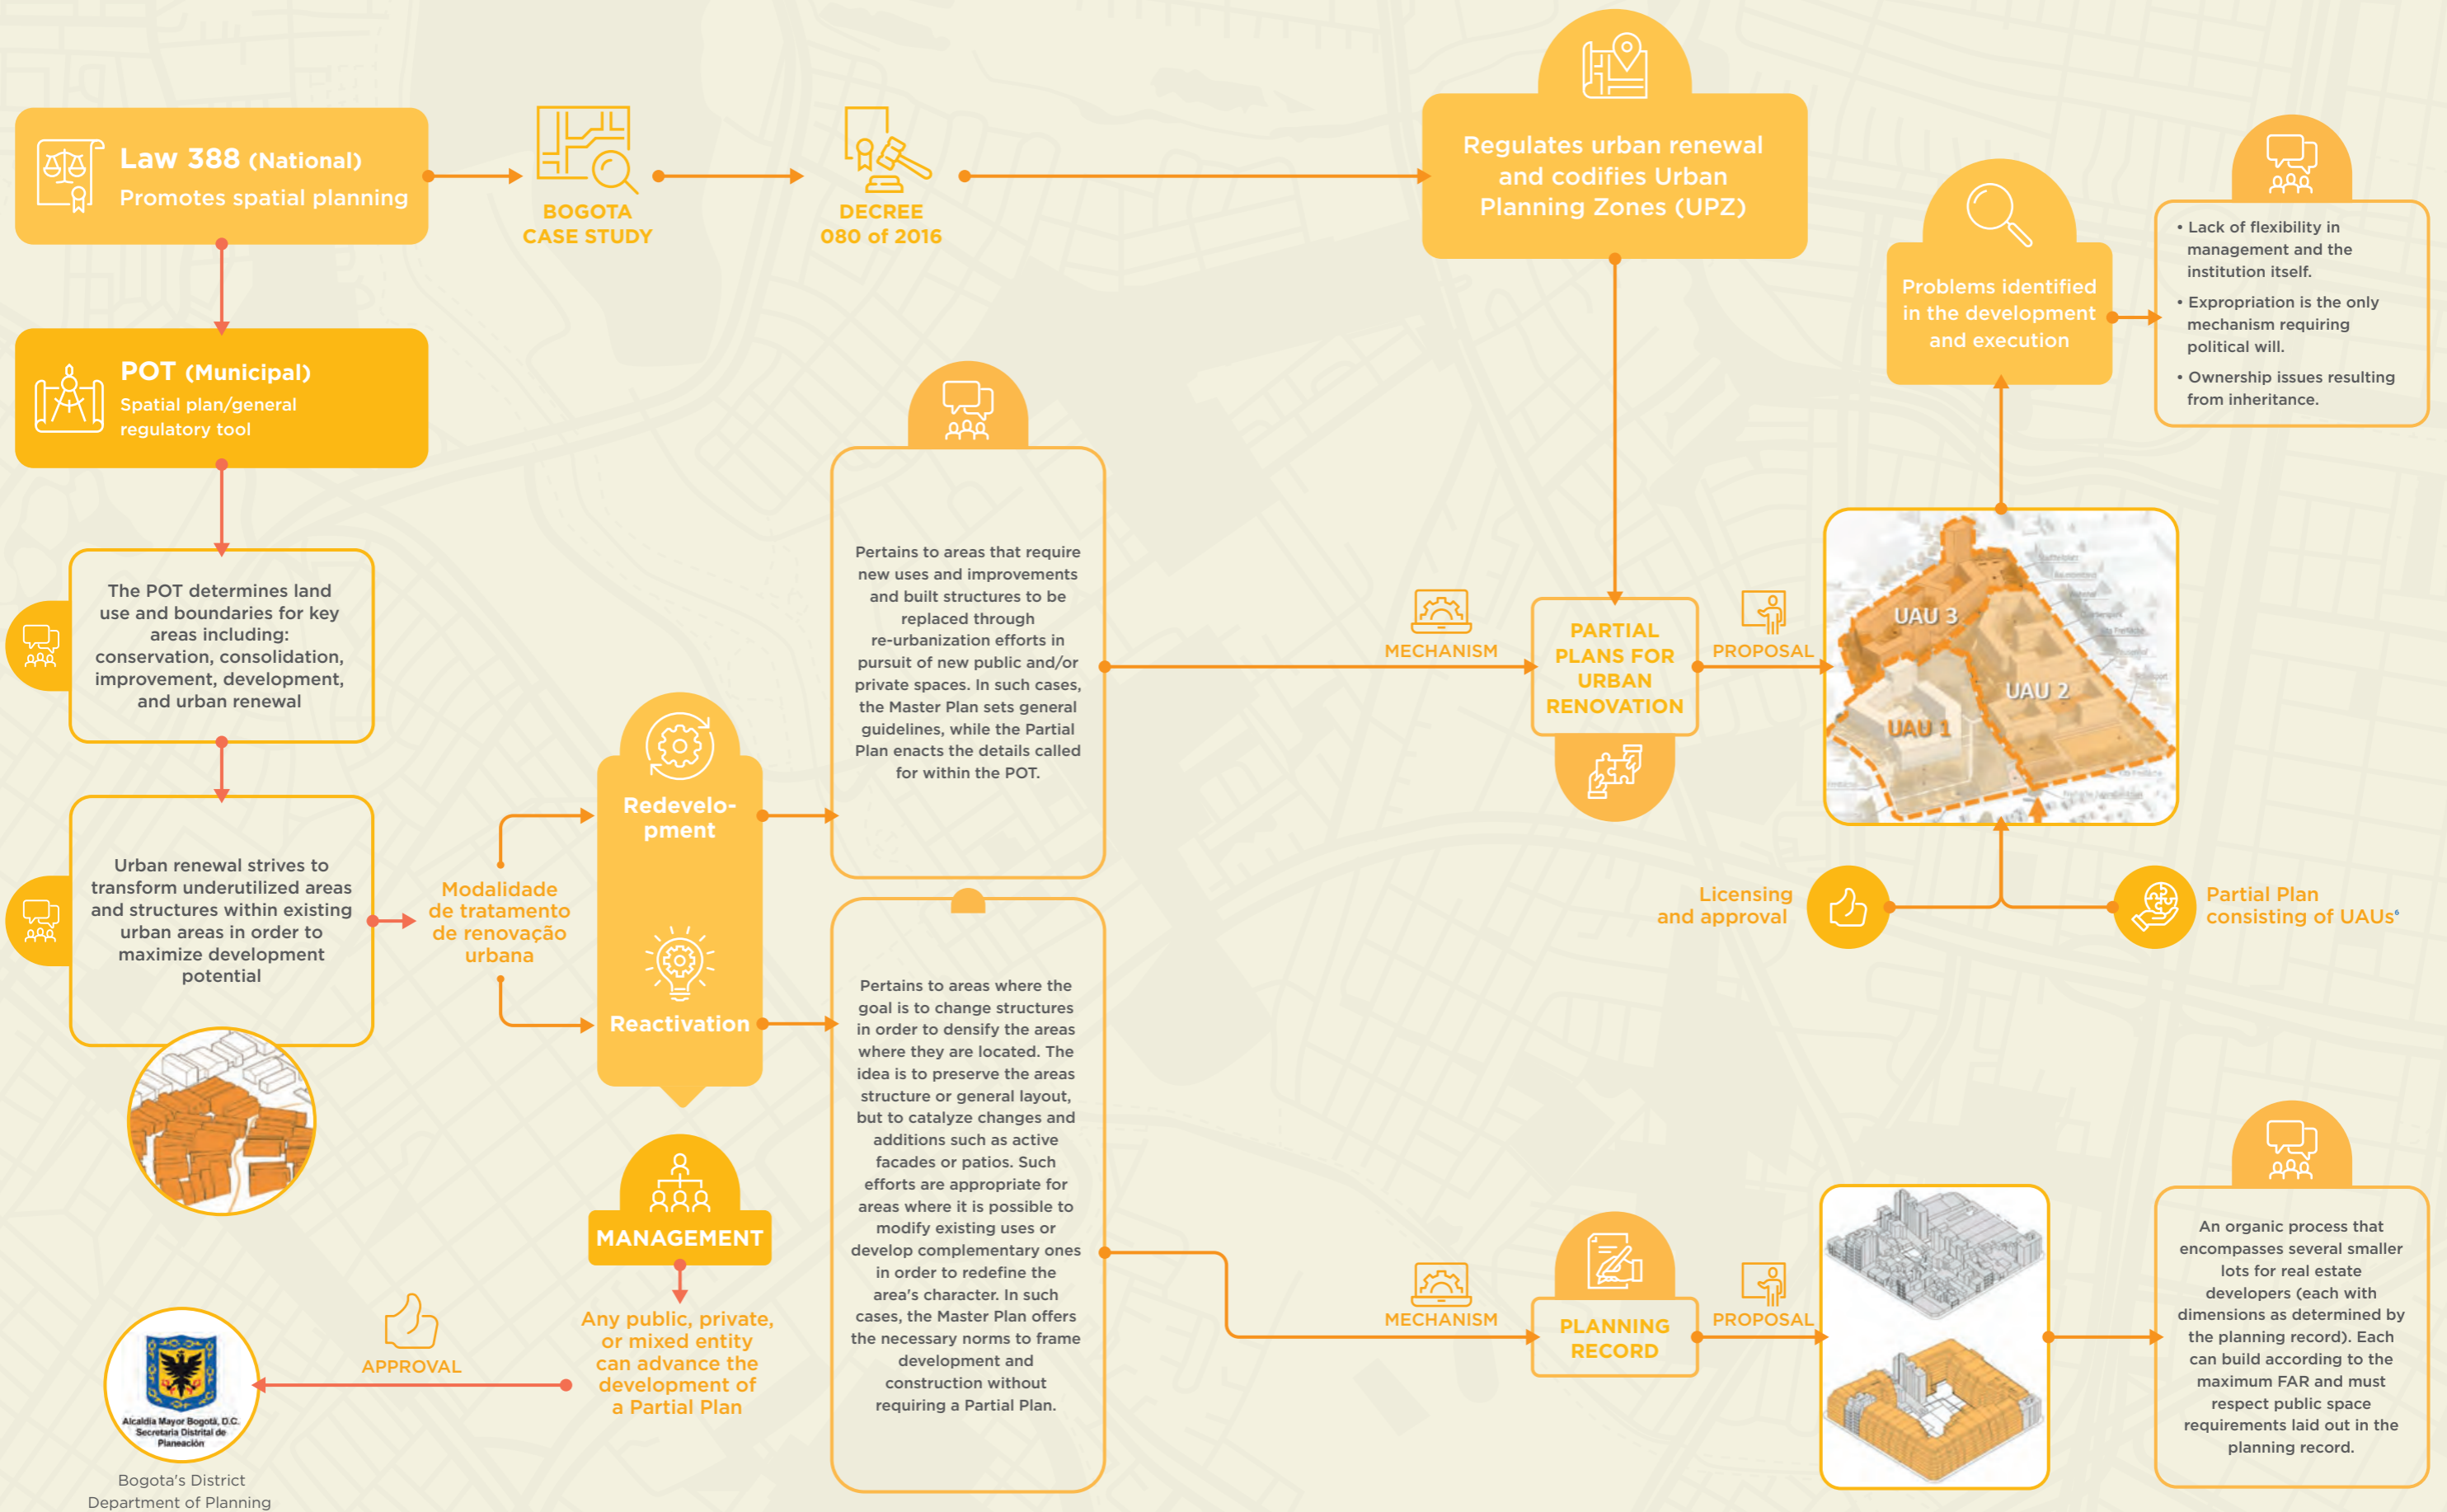 Law 388 (National)
Promotes spatial planning
BOGOTA
CASE STUDY
DECREE
080 of 2016
Regulates urban renewal
and codifies Urban
Planning Zones (UPZ)
Problems identified
in the development
and execution
• Lack of flexibility in
management and the
institution itself.
• Expropriation is the only
mechanism requiring
political will.
• Ownership issues resulting
from inheritance.
POT (Municipal)
Spatial plan/general
regulatory tool
The POT determines land
use and boundaries for key
areas including:
conservation, consolidation,
improvement, development,
and urban renewal
Urban renewal strives to
transform underutilized areas
and structures within existing
urban areas in order to
maximize development
potential
Modalidade
de tratamento
de renovação
urbana
Redevelo-
pment
Reactivation
Pertains to areas that require
new uses and improvements
and built structures to be
replaced through
re-urbanization efforts in
pursuit of new public and/or
private spaces. In such cases,
the Master Plan sets general
guidelines, while the Partial
Plan enacts the details called
for within the POT.
MECHANISM
PARTIAL
PLANS FOR
URBAN
RENOVATION
PROPOSAL
UAU 3
UAU 2
UAU 1
Licensing
and approval
Partial Plan
consisting of UAUs⁶
Pertains to areas where the
goal is to change structures
in order to densify the areas
where they are located. The
idea is to preserve the areas
structure or general layout,
but to catalyze changes and
additions such as active
facades or patios. Such
efforts are appropriate for
areas where it is possible to
modify existing uses or
develop complementary ones
in order to redefine the
area's character. In such
cases, the Master Plan offers
the necessary norms to frame
development and
construction without
requiring a Partial Plan.
MECHANISM
PLANNING
RECORD
PROPOSAL
An organic process that
encompasses several smaller
lots for real estate
developers (each with
dimensions as determined by
the planning record). Each
can build according to the
maximum FAR and must
respect public space
requirements laid out in the
planning record.
MANAGEMENT
Any public, private,
or mixed entity
can advance the
development of
a Partial Plan
APPROVAL
Alcaldía Mayor Bogotá, D.C.
Secretaría Distrital de
Planeación
Bogota's District
Department of Planning